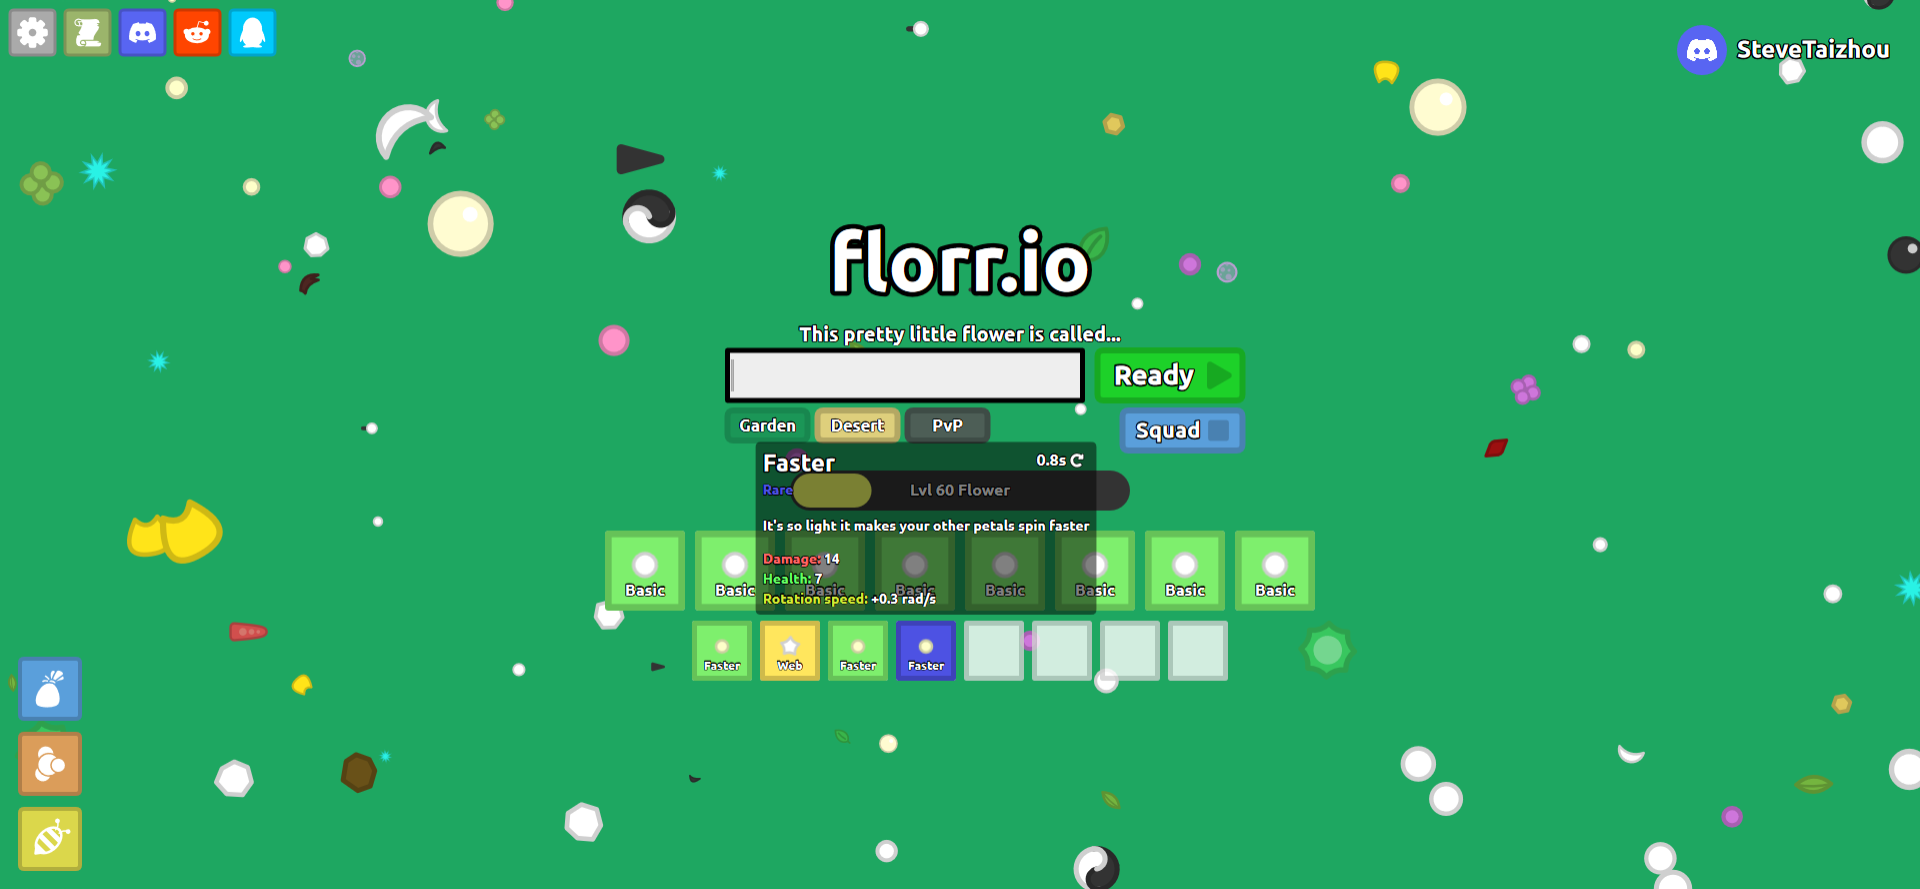 SteveTaizhou
florr.io
This pretty little flower is called...
Ready
Garden
Desert
PvP
Squad
Faster
0.8s
Rare
Lvl 60 Flower
It's so light it makes your other petals spin faster
Damage: 14
Health: 7
Rotation speed: +0.3 rad/s
Basic
Basic
Basic
Basic
Basic
Basic
Basic
Basic
Faster
Web
Faster
Faster